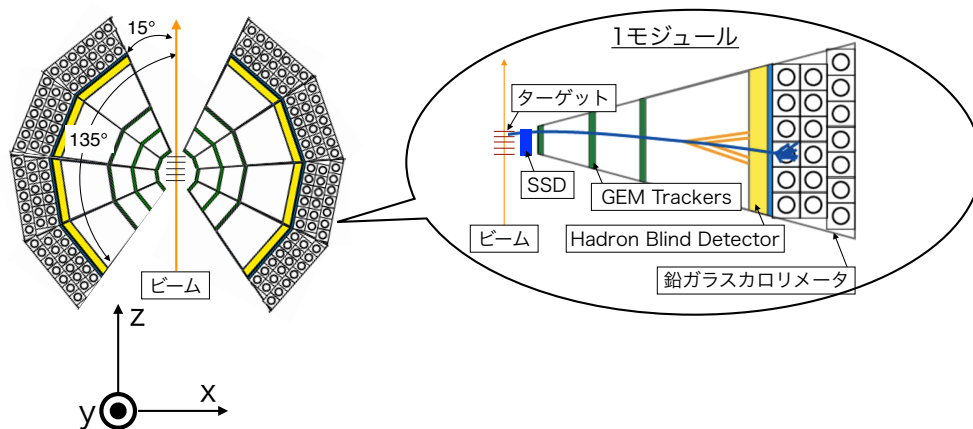 15°
135°
ビーム
z
x
y
1モジュール
ターゲット
SSD
GEM Trackers
ビーム
Hadron Blind Detector
鉛ガラスカロリメータ